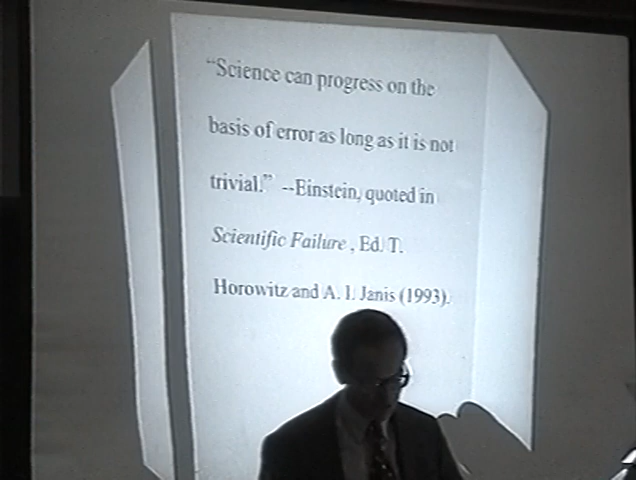 “Science can progress on the
basis of error as long as it is not
trivial.” --Einstein, quoted in
Scientific Failure , Ed. T.
Horowitz and A. I. Janis (1993).